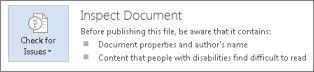 Check for
Issues
Inspect Document
Before publishing this file, be aware that it contains:
Document properties and author's name
Content that people with disabilities find difficult to read